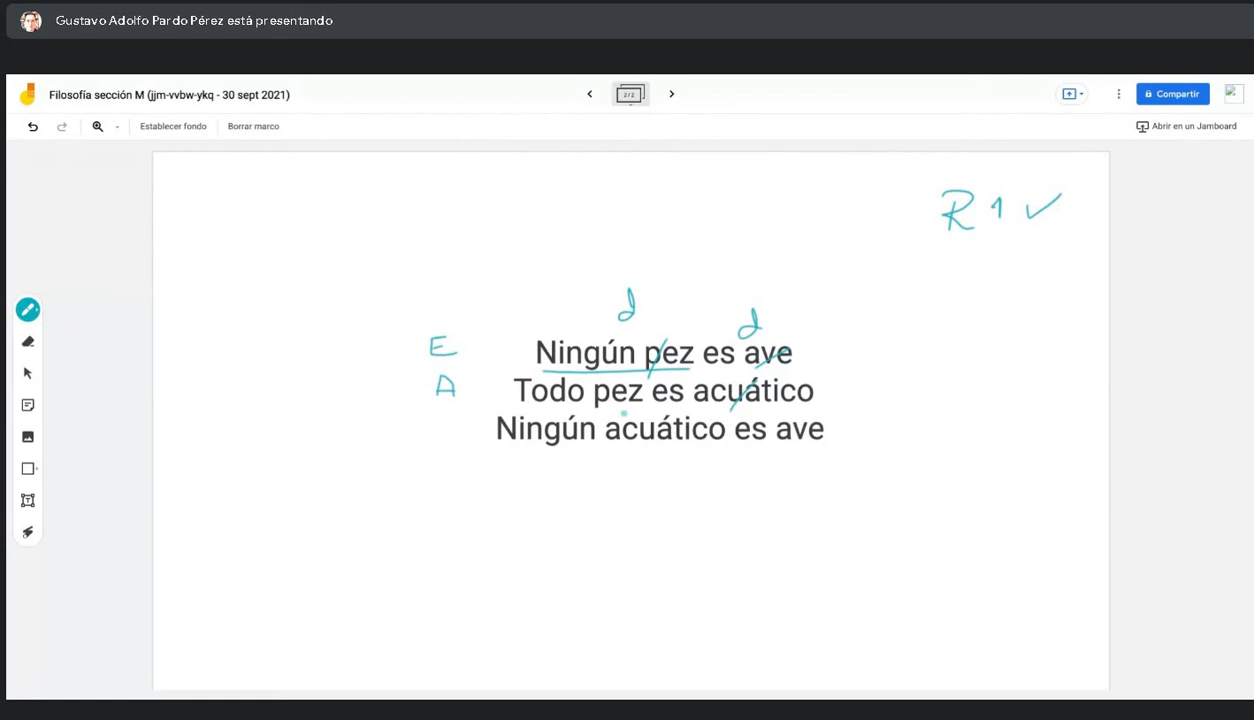 Gustavo Adolfo Pardo Pérez está presentando
Filosofía sección M (jjm-vvbw-ykq - 30 sept 2021)
2/2
Compartir
Establecer fondo
Borrar marco
Abrir en un Jamboard
R 1 ✓
d
d
E Ningún pez es ave
A Todo pez es acuático
Ningún acuático es ave